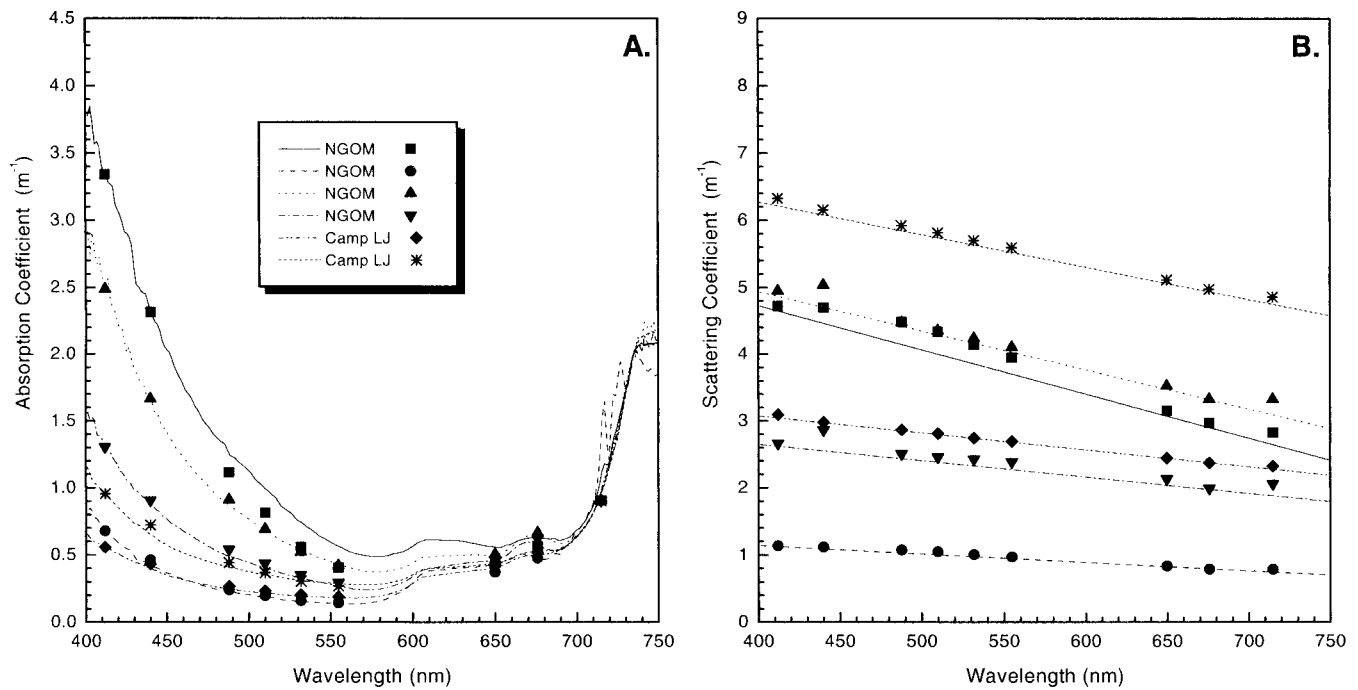 A.
4.5
4.0
3.5
3.0
2.5
2.0
1.5
1.0
0.5
0.0
Absorption Coefficient (m⁻¹)
NGOM
NGOM
NGOM
NGOM
Camp LJ
Camp LJ
400 450 500 550 600 650 700 750
Wavelength (nm)
B.
9
8
7
6
5
4
3
2
1
0
Scattering Coefficient (m⁻¹)
400 450 500 550 600 650 700 750
Wavelength (nm)